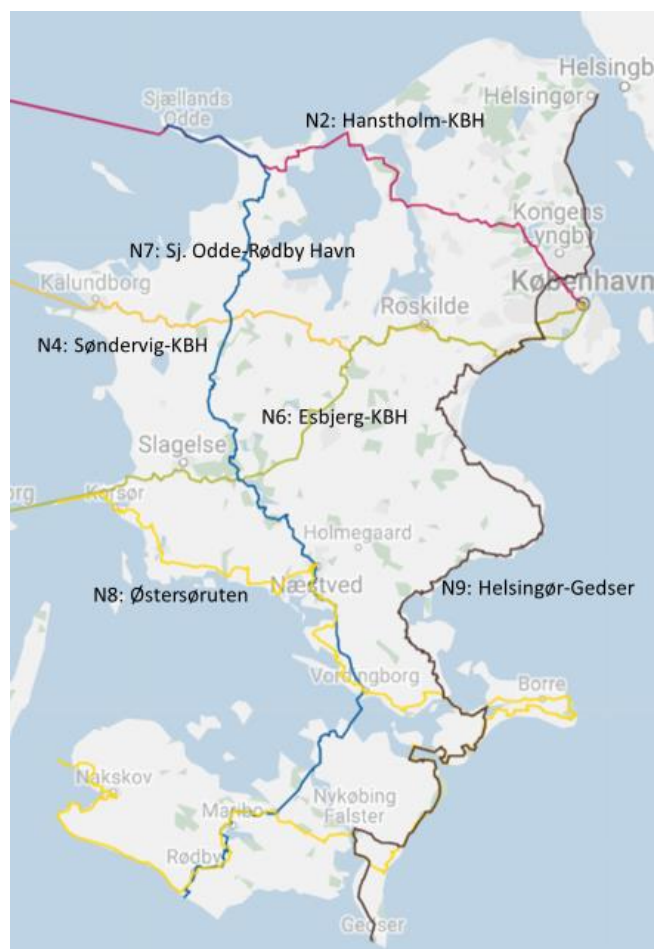 Helsingb
Helsingør
Sjællands
Odde
N2: Hanstholm-KBH
Kongens
Lyngby
N7: Sj. Odde-Rødby Havn
Kalundborg
København
Roskilde
N4: Søndervig-KBH
N6: Esbjerg-KBH
Slagelse
org
Korsør
Holmegaard
Næstved
N8: Østersøruten
N9: Helsingør-Gedser
Vordingborg
Borre
Nakskov
Maribo
Nykøbing
Falster
Rødby
Gedser